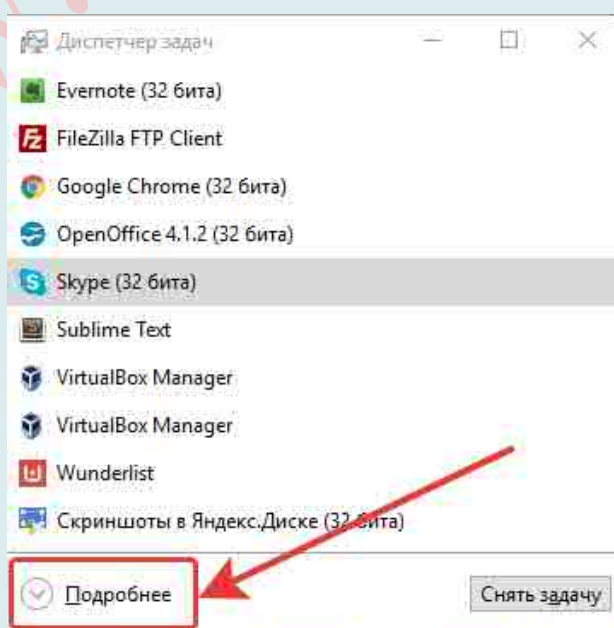 Диспетчер задач
Evernote (32 бита)
FileZilla FTP Client
Google Chrome (32 бита)
OpenOffice 4.1.2 (32 бита)
Skype (32 бита)
Sublime Text
VirtualBox Manager
VirtualBox Manager
Wunderlist
Скриншоты в Яндекс.Диске (32 бита)
Подробнее
Снять задачу